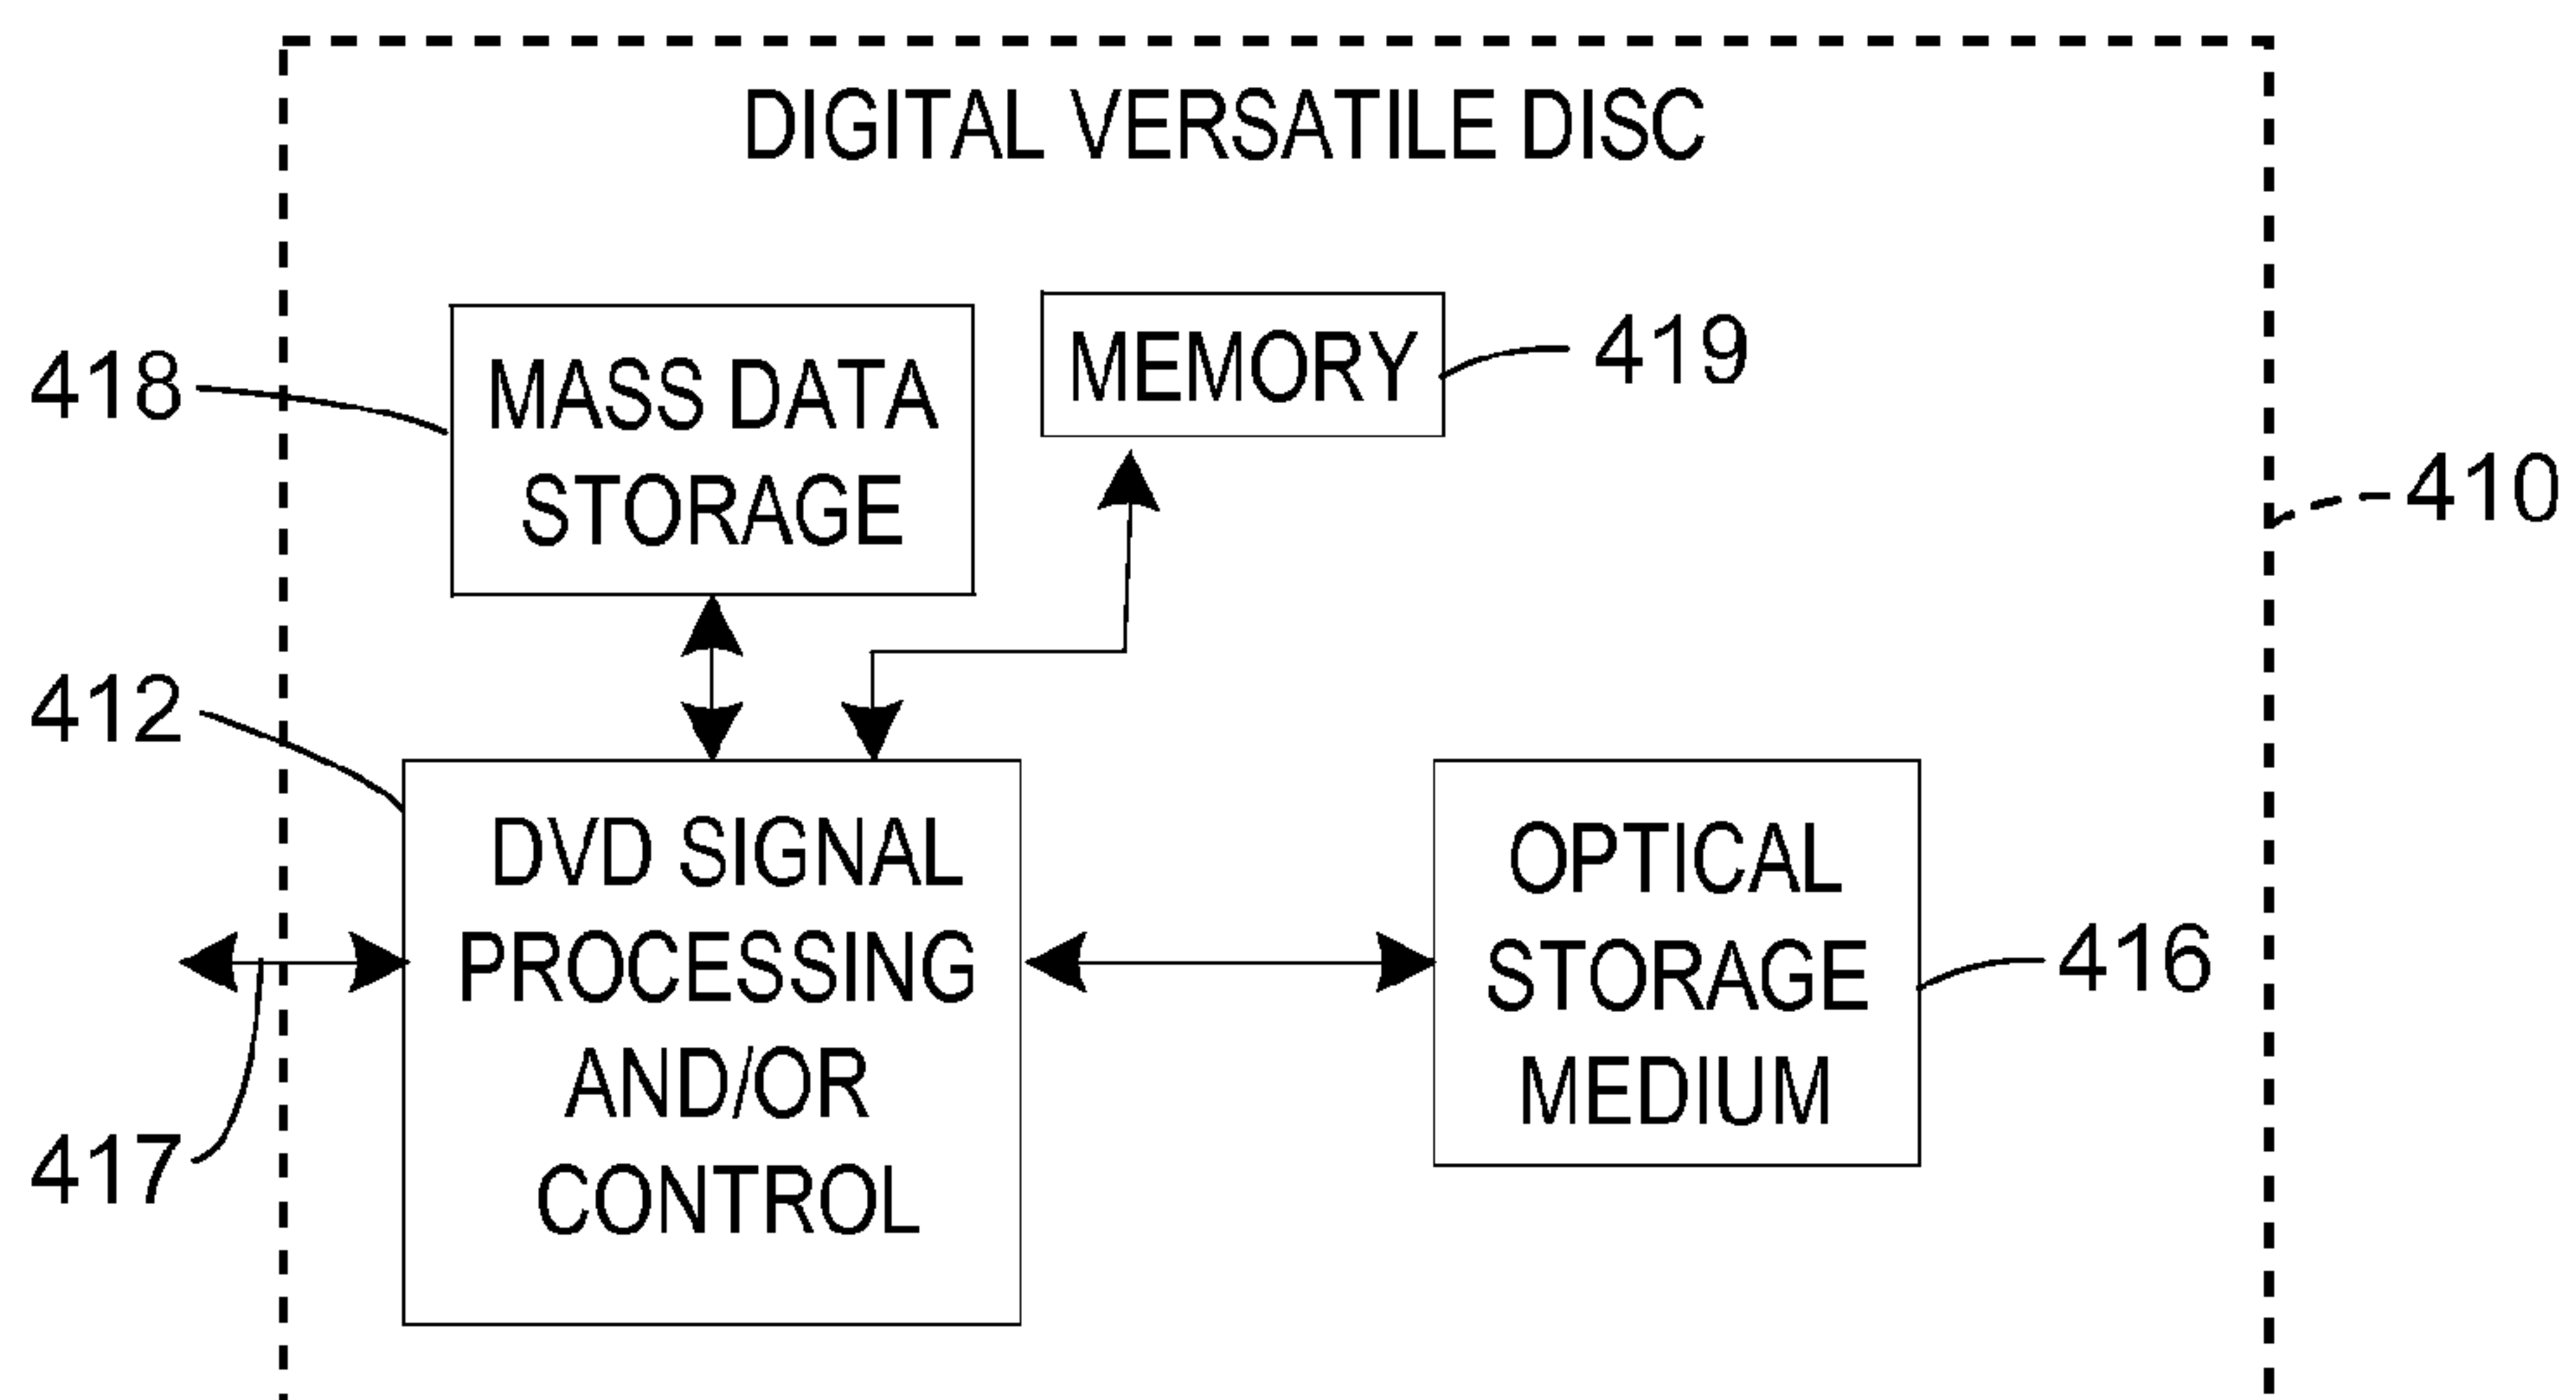 DIGITAL VERSATILE DISC
418
MASS DATA
STORAGE
MEMORY
419
410
412
DVD SIGNAL
PROCESSING
AND/OR
CONTROL
OPTICAL
STORAGE
MEDIUM
416
417